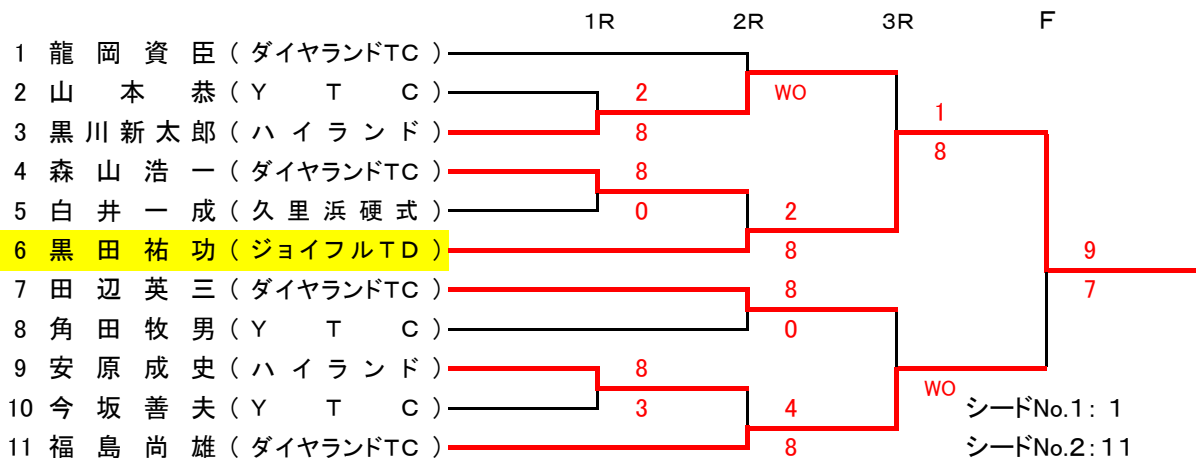 1R 2R 3R F
1 龍岡資臣(ダイヤランドTC)
2 山本恭(YTC) 2 WO
1
3 黒川新太郎(ハイランド) 8
8
4 森山浩一(ダイヤランドTC) 8
5 白井一成(久里浜硬式) 0 2
6 黒田祐功(ジョイフルTD) 8 9
7 田辺英三(ダイヤランドTC) 8 7
8 角田牧男(YTC) 0
9 安原成史(ハイランド) 8
WO
10 今坂善夫(YTC) 3 4 シードNo.1:1
11 福島尚雄(ダイヤランドTC) 8 シードNo.2:11